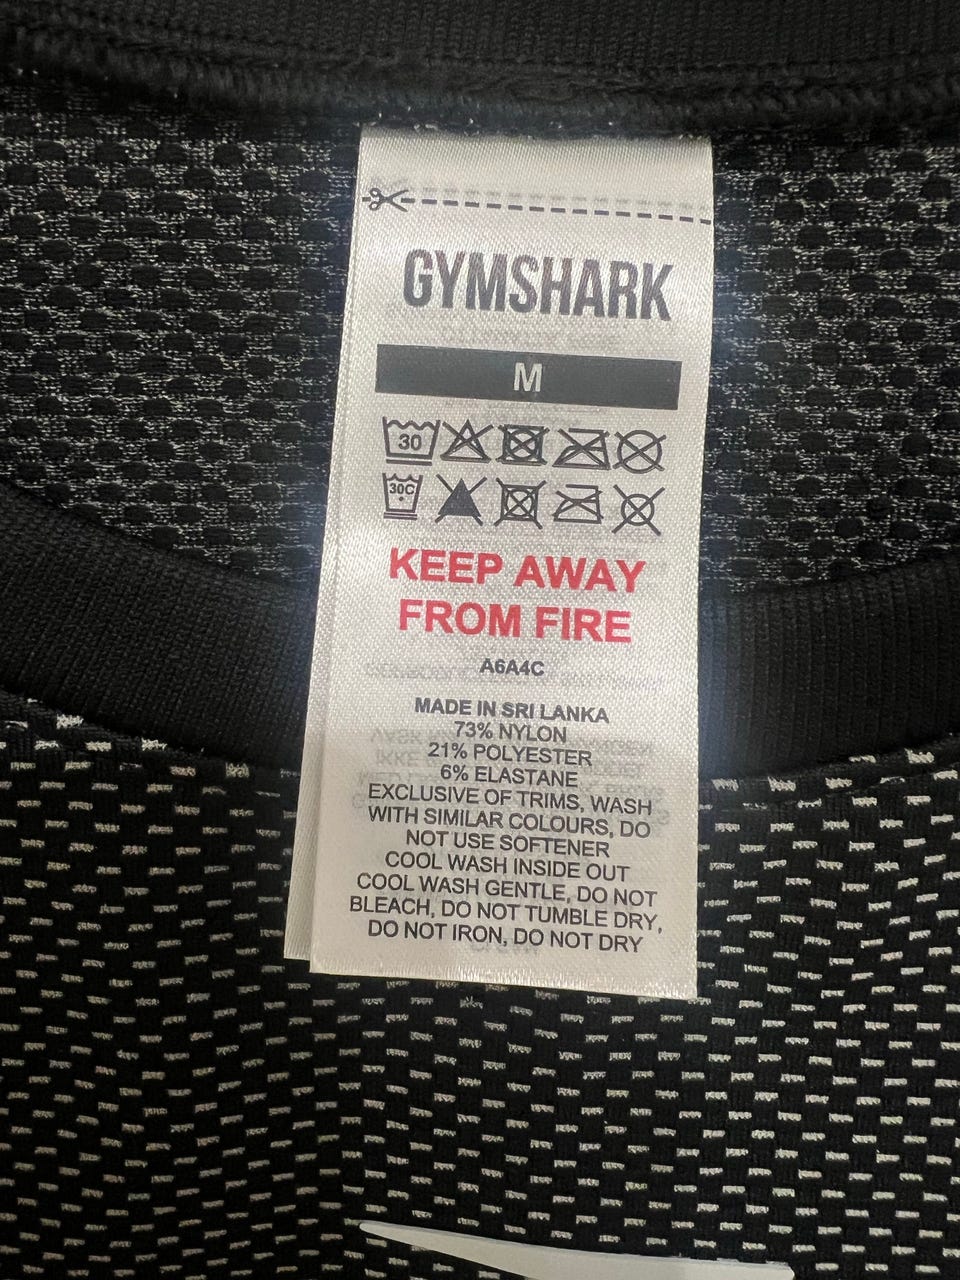 GYMSHARK
M
30
30C
KEEP AWAY
FROM FIRE
A6A4C
MADE IN SRI LANKA
73% NYLON
21% POLYESTER
6% ELASTANE
EXCLUSIVE OF TRIMS, WASH
WITH SIMILAR COLOURS, DO
NOT USE SOFTENER
COOL WASH INSIDE OUT
COOL WASH GENTLE, DO NOT
BLEACH, DO NOT TUMBLE DRY,
DO NOT IRON, DO NOT DRY